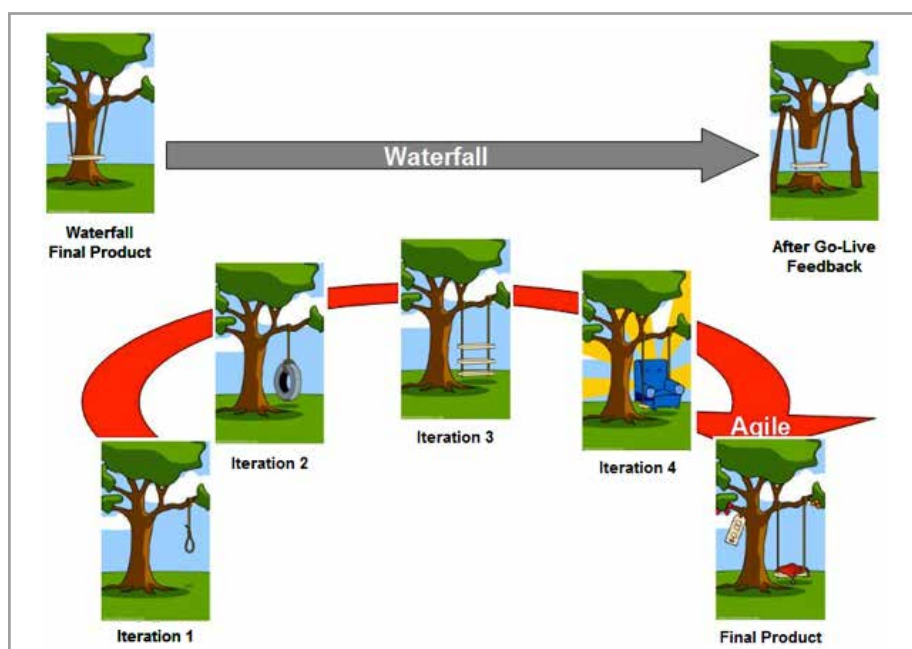 Waterfall
Waterfall
Final Product
After Go-Live
Feedback
Iteration 2
Iteration 3
Iteration 4
Agile
Iteration 1
Final Product